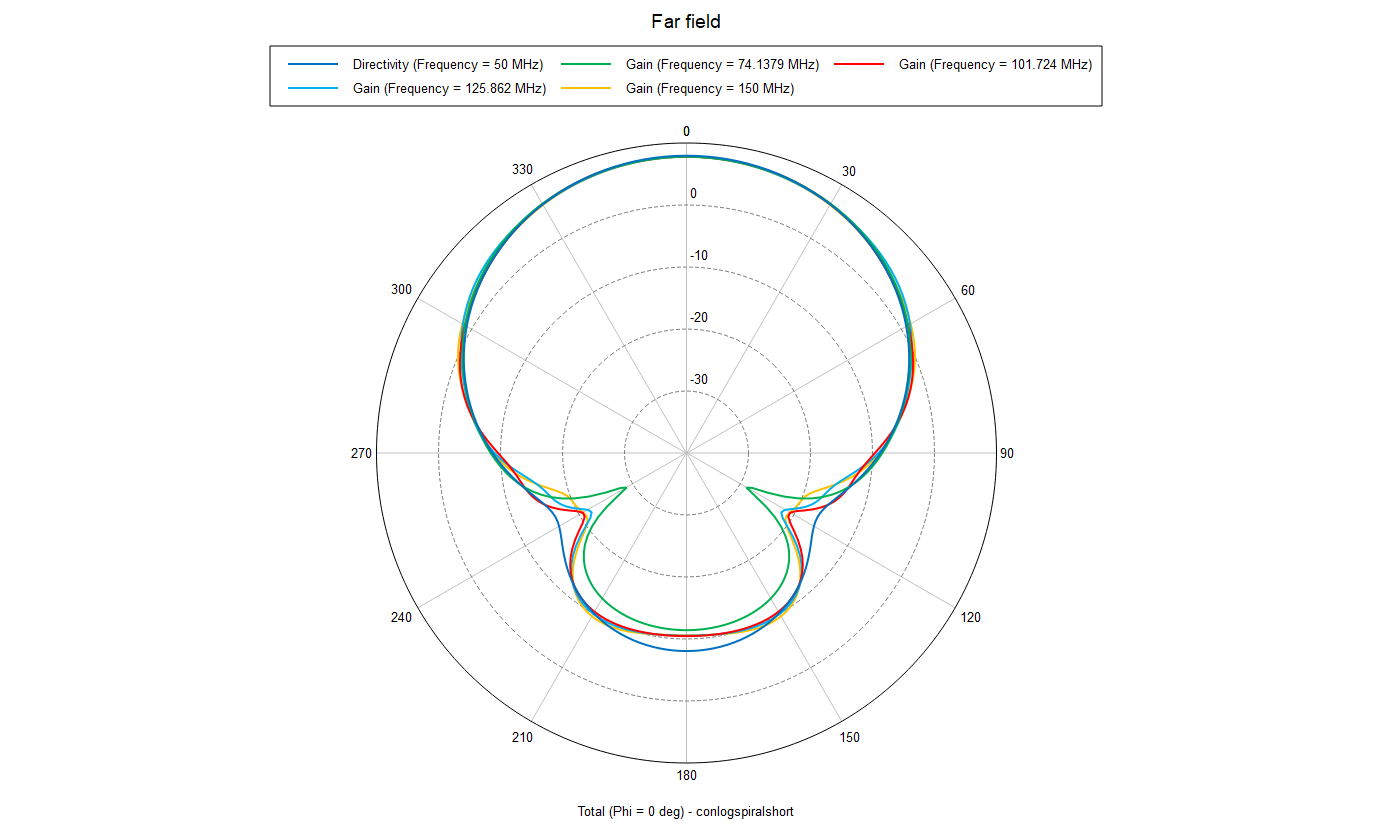 Far field
Directivity (Frequency = 50 MHz) Gain (Frequency = 74.1379 MHz) Gain (Frequency = 101.724 MHz)
Gain (Frequency = 125.862 MHz) Gain (Frequency = 150 MHz)
0
330 30
0
-10
300 60
-20
-30
270 90
240 120
210 150
180
Total (Phi = 0 deg) - conlogspiralshort